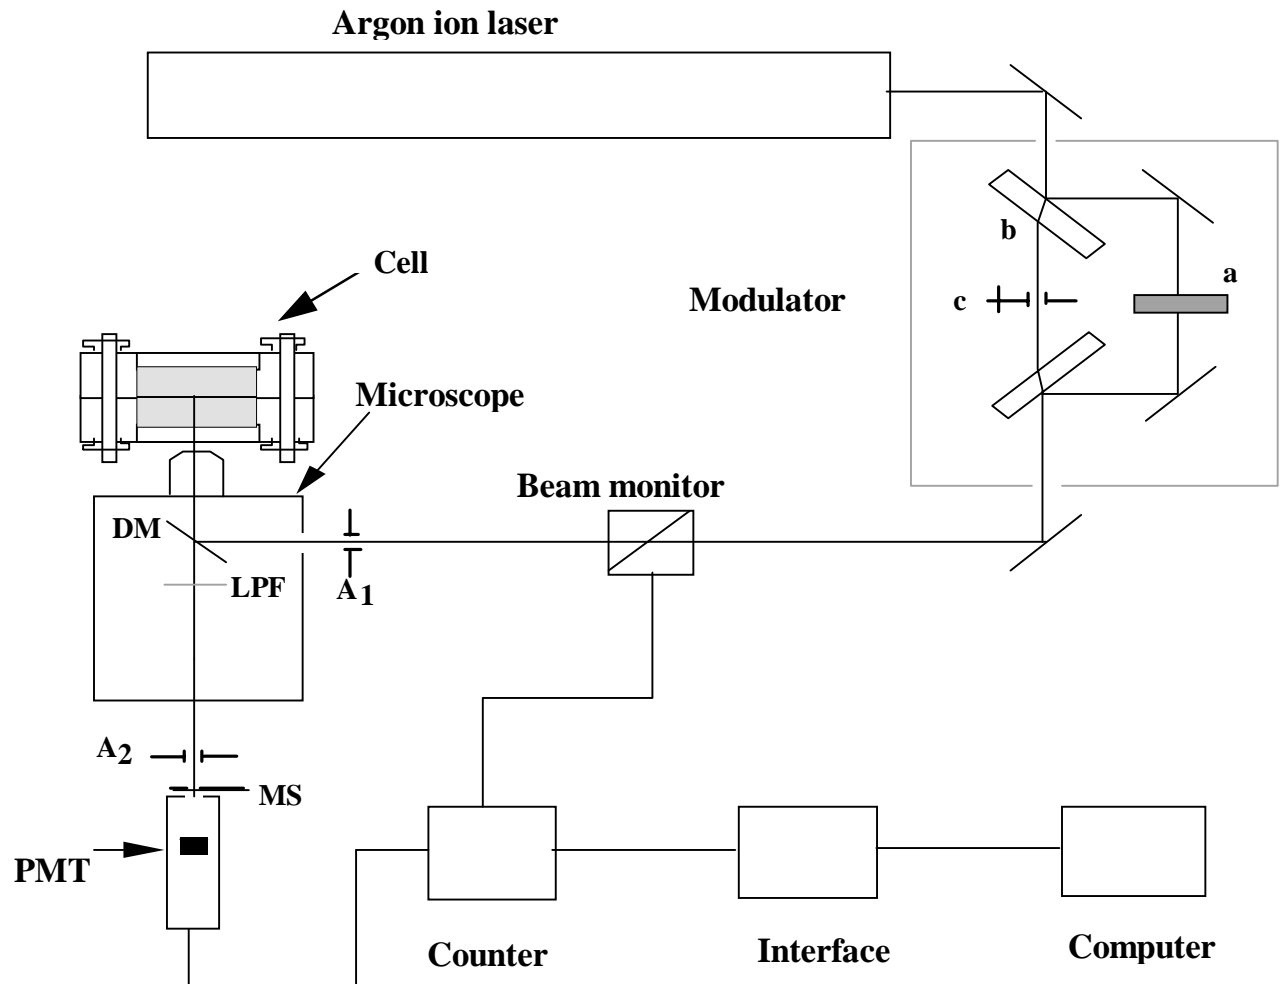 Argon ion laser
b
a
Cell
c
Modulator
Microscope
Beam monitor
DM
LPF
A1
A2
MS
PMT
Counter
Interface
Computer